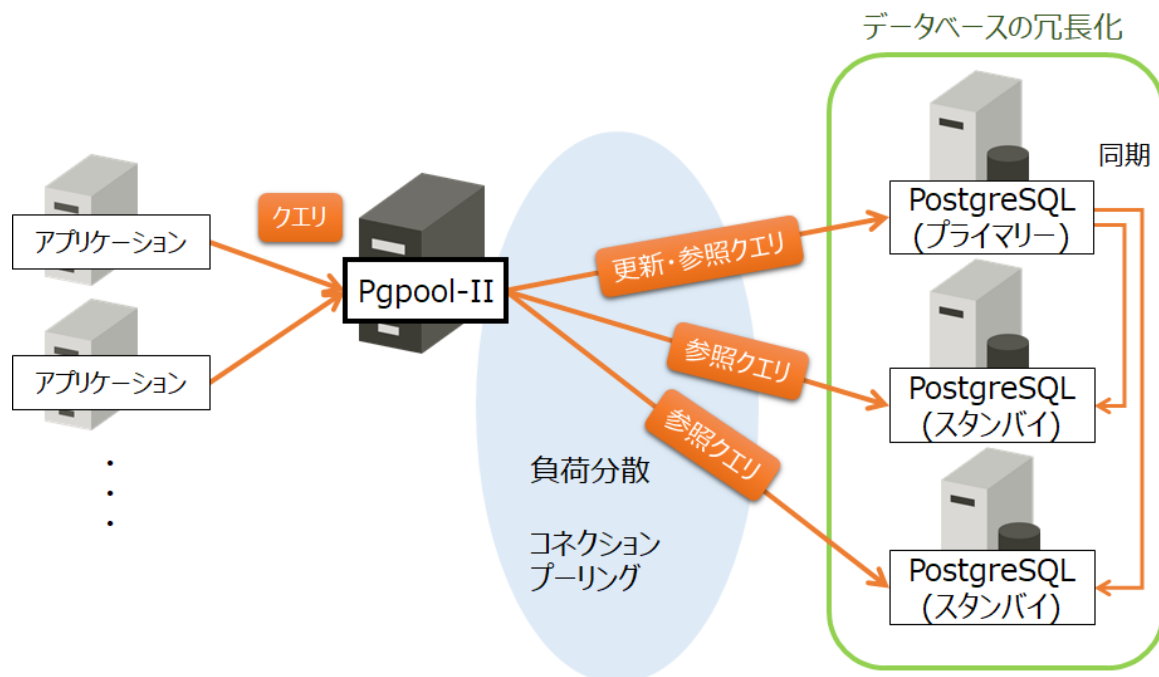 データベースの冗長化
同期
クエリ
アプリケーション
アプリケーション
・
・
・
Pgpool-II
更新・参照クエリ
参照クエリ
参照クエリ
負荷分散
コネクション
プーリング
PostgreSQL
(プライマリー)
PostgreSQL
(スタンバイ)
PostgreSQL
(スタンバイ)